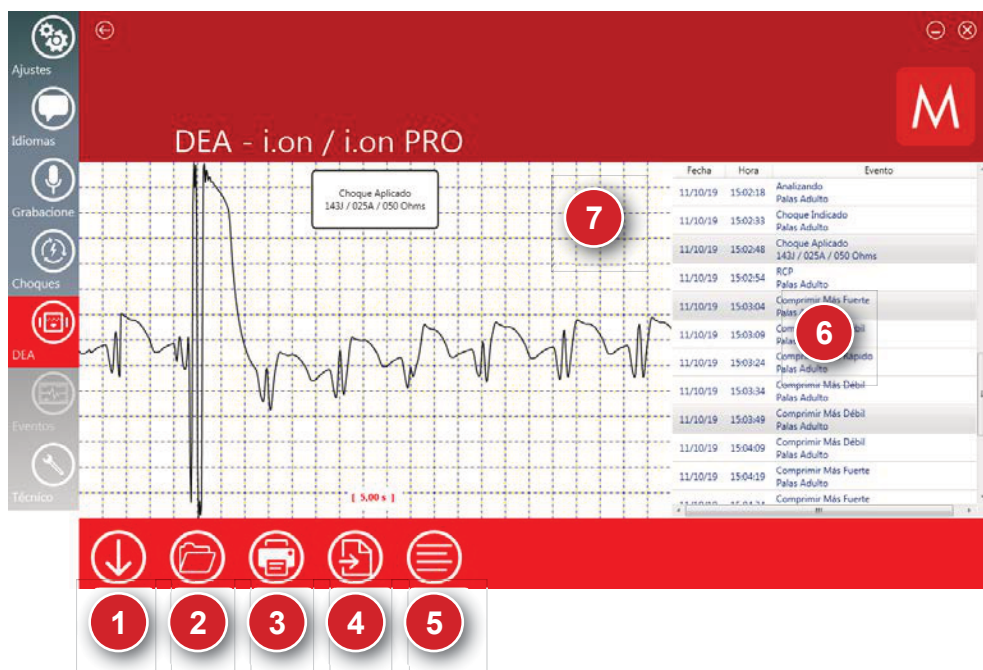 Ajustes
Idiomas
Grabacione
Choques
DEA
Eventos
Técnico
M
DEA - i.on / i.on PRO
Choque Aplicado
143J / 025A / 050 Ohms
[ 5,00 s ]
7
Fecha Hora Evento
11/10/19 15:02:18 Analizando
Palas Adulto
11/10/19 15:02:33 Choque Indicado
Palas Adulto
11/10/19 15:02:48 Choque Aplicado
143J / 025A / 050 Ohms
11/10/19 15:02:54 RCP
Palas Adulto
11/10/19 15:03:04 Comprimir Más Fuerte
Palas
11/10/19 15:03:09
11/10/19 15:03:24
Palas Adulto
11/10/19 15:03:34 Comprimir Más Débil
Palas Adulto
11/10/19 15:03:49 Comprimir Más Débil
Palas Adulto
11/10/19 15:04:09 Comprimir Más Débil
Palas Adulto
11/10/19 15:04:19 Comprimir Más Fuerte
Palas Adulto
Comprimir Más Fuerte
6
1 2 3 4 5